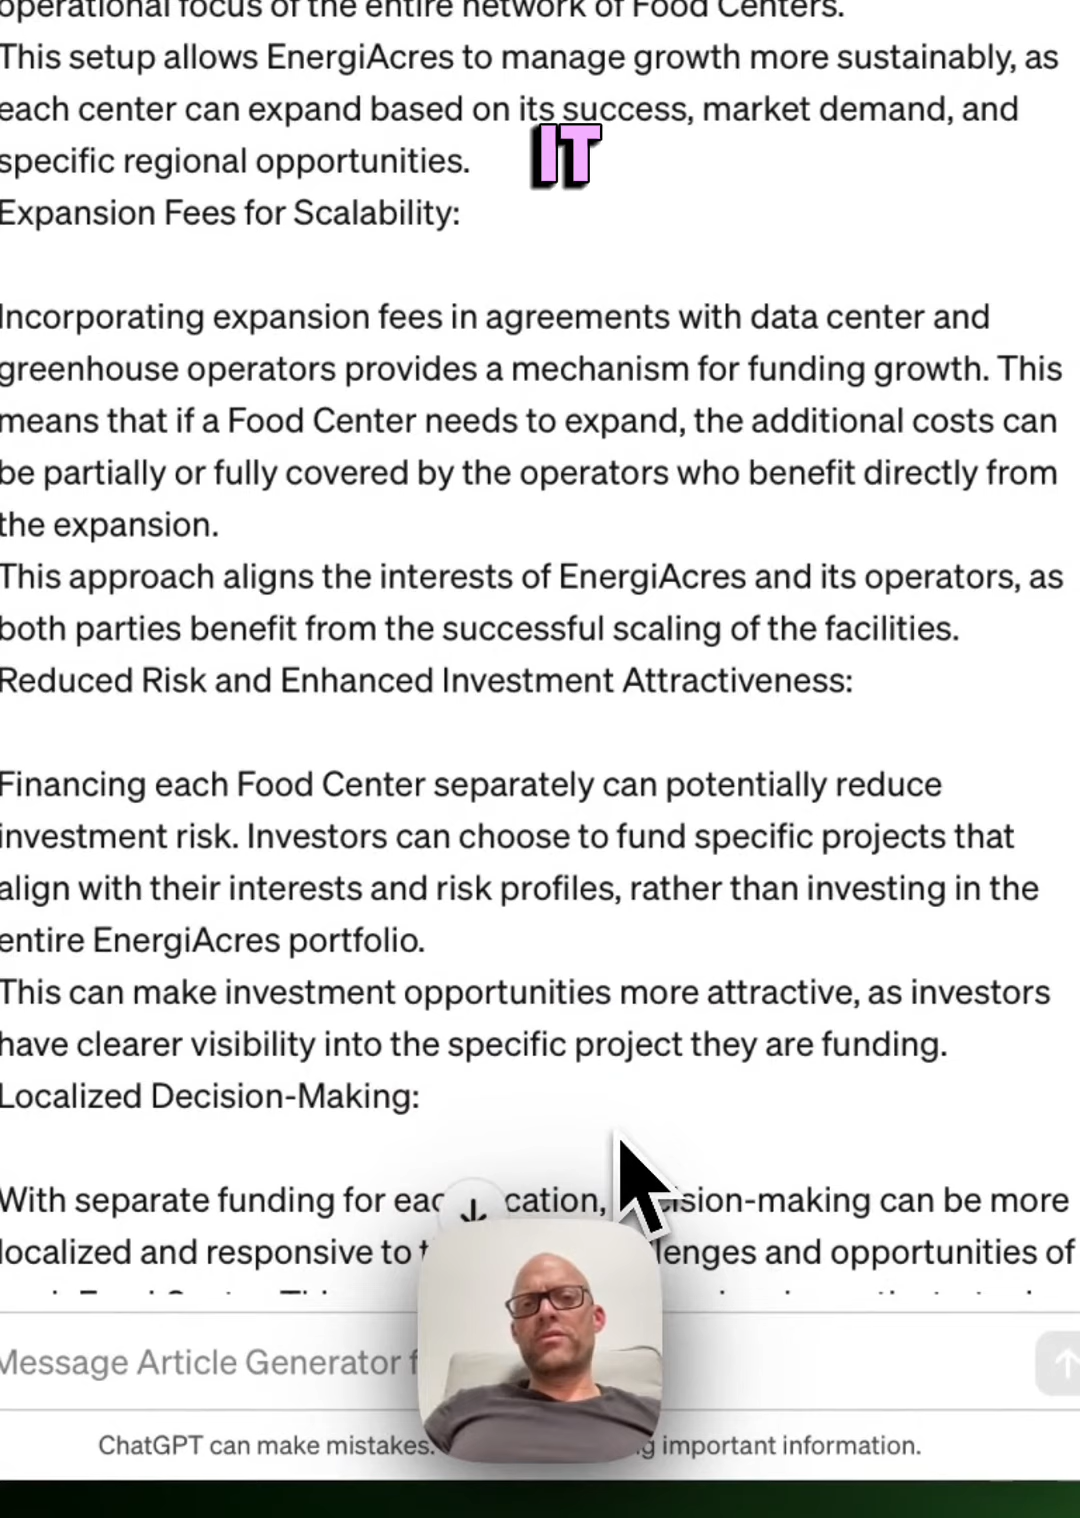 operational focus of the entire network of Food Centers.
This setup allows EnergiAcres to manage growth more sustainably, as
each center can expand based on its success, market demand, and
IT
specific regional opportunities.
Expansion Fees for Scalability:
Incorporating expansion fees in agreements with data center and
greenhouse operators provides a mechanism for funding growth. This
means that if a Food Center needs to expand, the additional costs can
be partially or fully covered by the operators who benefit directly from
the expansion.
This approach aligns the interests of EnergiAcres and its operators, as
both parties benefit from the successful scaling of the facilities.
Reduced Risk and Enhanced Investment Attractiveness:
Financing each Food Center separately can potentially reduce
investment risk. Investors can choose to fund specific projects that
align with their interests and risk profiles, rather than investing in the
entire EnergiAcres portfolio.
This can make investment opportunities more attractive, as investors
have clearer visibility into the specific project they are funding.
Localized Decision-Making:
With separate funding for eac cation, sion-making can be more
localized and responsive to t lenges and opportunities of
Message Article Generator f
ChatGPT can make mistakes. g important information.